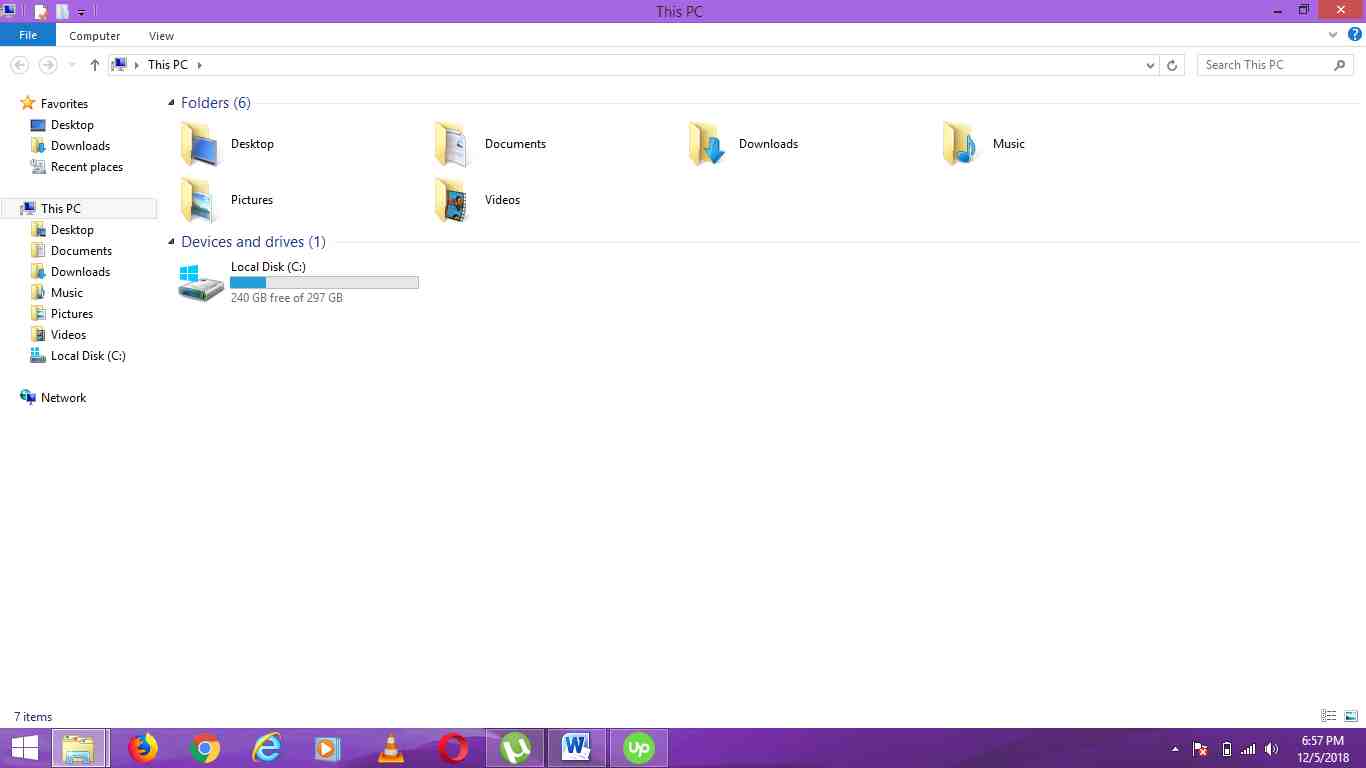 This PC
File Computer View
This PC
Search This PC
Favorites
Desktop
Downloads
Recent places
This PC
Desktop
Documents
Downloads
Music
Pictures
Videos
Local Disk (C:)
Network
Folders (6)
Desktop Documents Downloads Music
Pictures Videos
Devices and drives (1)
Local Disk (C:)
240 GB free of 297 GB
7 items
W up
6:57 PM
12/5/2018